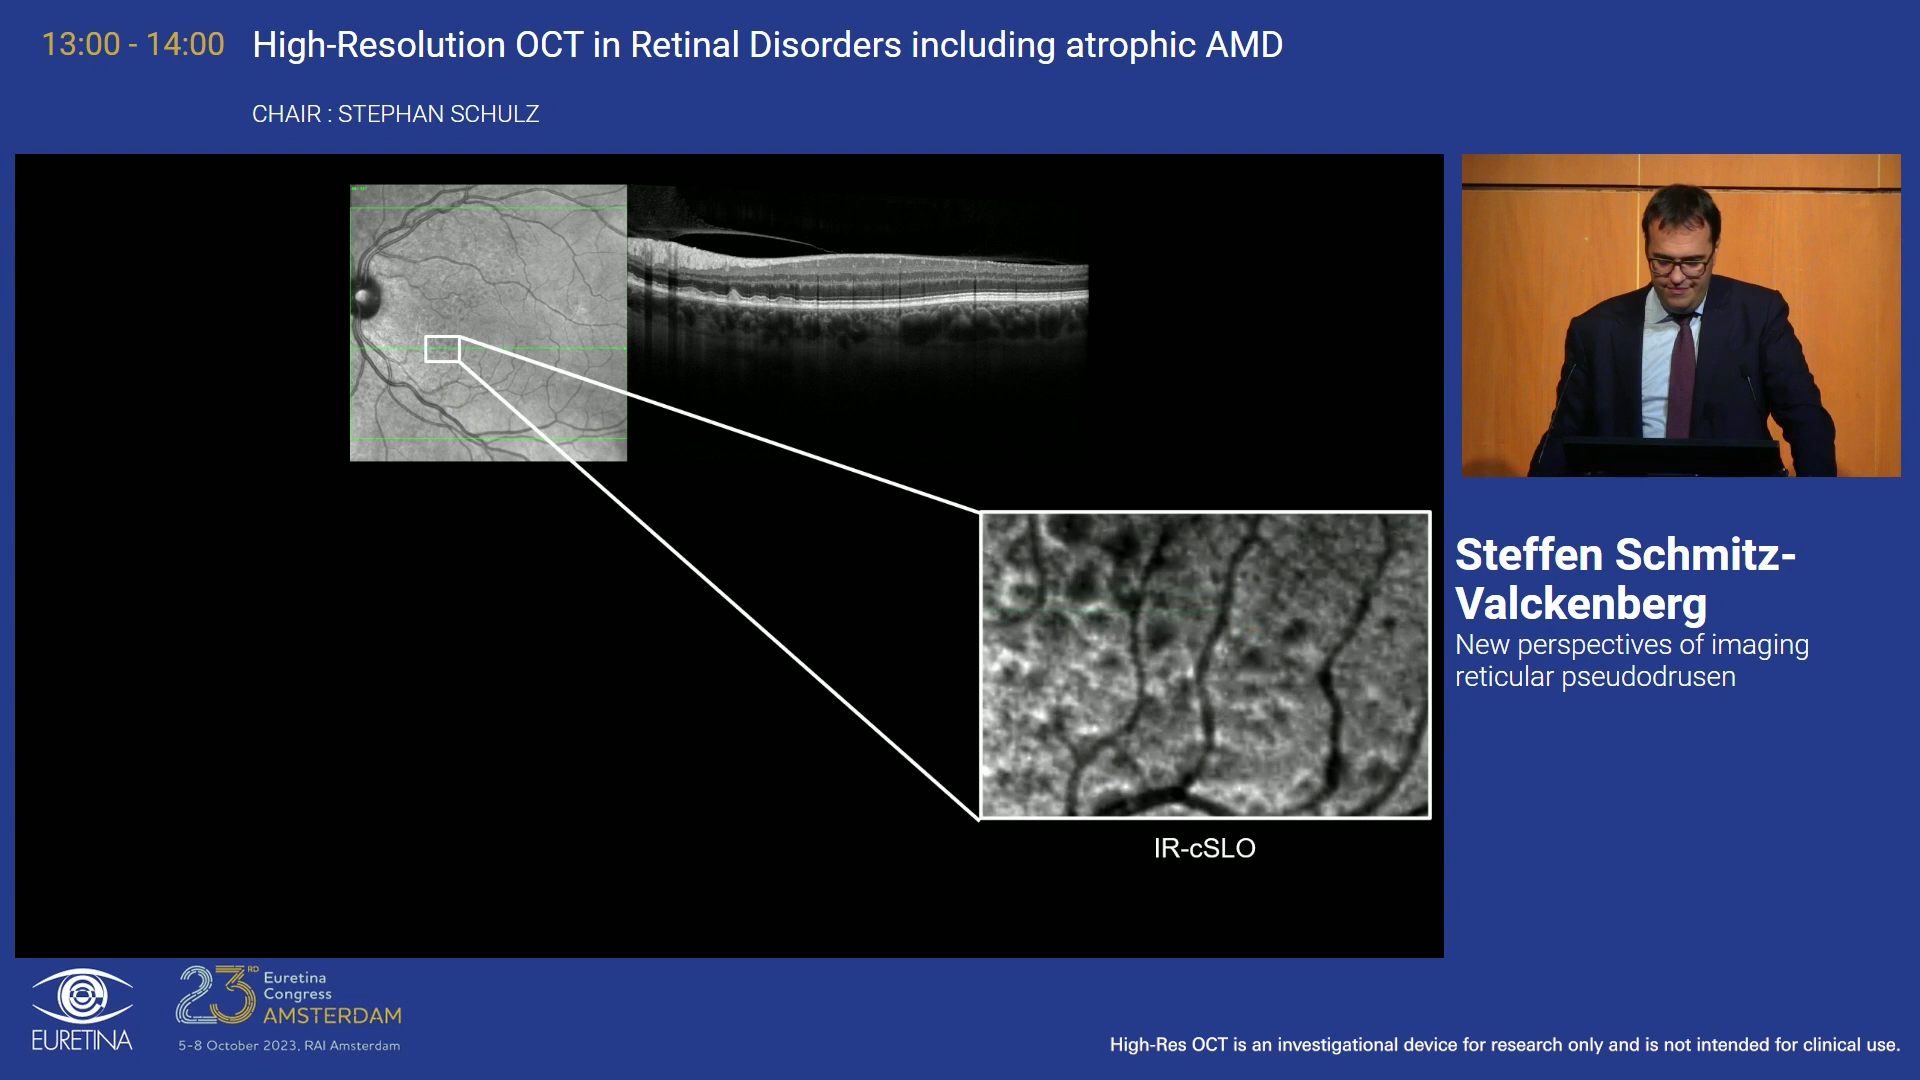 13:00 - 14:00 High-Resolution OCT in Retinal Disorders including atrophic AMD
CHAIR : STEPHAN SCHULZ
Steffen Schmitz-
Valckenberg
New perspectives of imaging
reticular pseudodrusen
IR-cSLO
EURETINA
23RD
Euretina
Congress
AMSTERDAM
5-8 October 2023, RAI Amsterdam
High-Res OCT is an investigational device for research only and is not intended for clinical use.